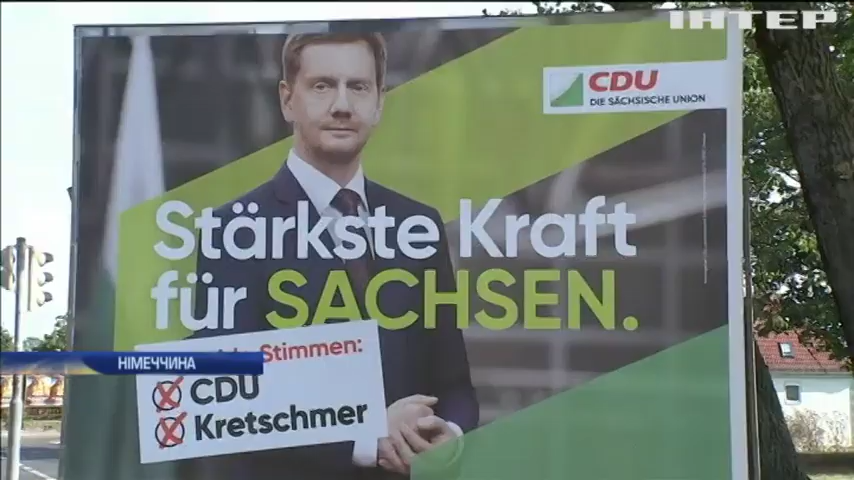 ІНТЕР
CDU
DIE SÄCHSISCHE UNION
Stärkste Kraft
für SACHSEN.
Stimmen:
CDU
Kretschmer
НІМЕЧЧИНА